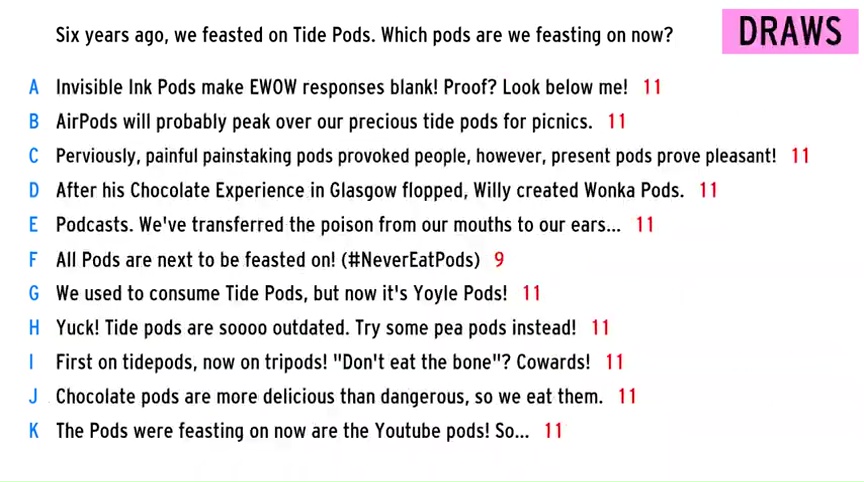 Six years ago, we feasted on Tide Pods. Which pods are we feasting on now?
DRAWS
A Invisible Ink Pods make EWOW responses blank! Proof? Look below me! 11
B AirPods will probably peak over our precious tide pods for picnics. 11
C Perviously, painful painstaking pods provoked people, however, present pods prove pleasant! 11
D After his Chocolate Experience in Glasgow flopped, Willy created Wonka Pods. 11
E Podcasts. We've transferred the poison from our mouths to our ears... 11
F All Pods are next to be feasted on! (#NeverEatPods) 9
G We used to consume Tide Pods, but now it's Yoyle Pods! 11
H Yuck! Tide pods are soooo outdated. Try some pea pods instead! 11
I First on tidepods, now on tripods! "Don't eat the bone"? Cowards! 11
J Chocolate pods are more delicious than dangerous, so we eat them. 11
K The Pods were feasting on now are the Youtube pods! So... 11